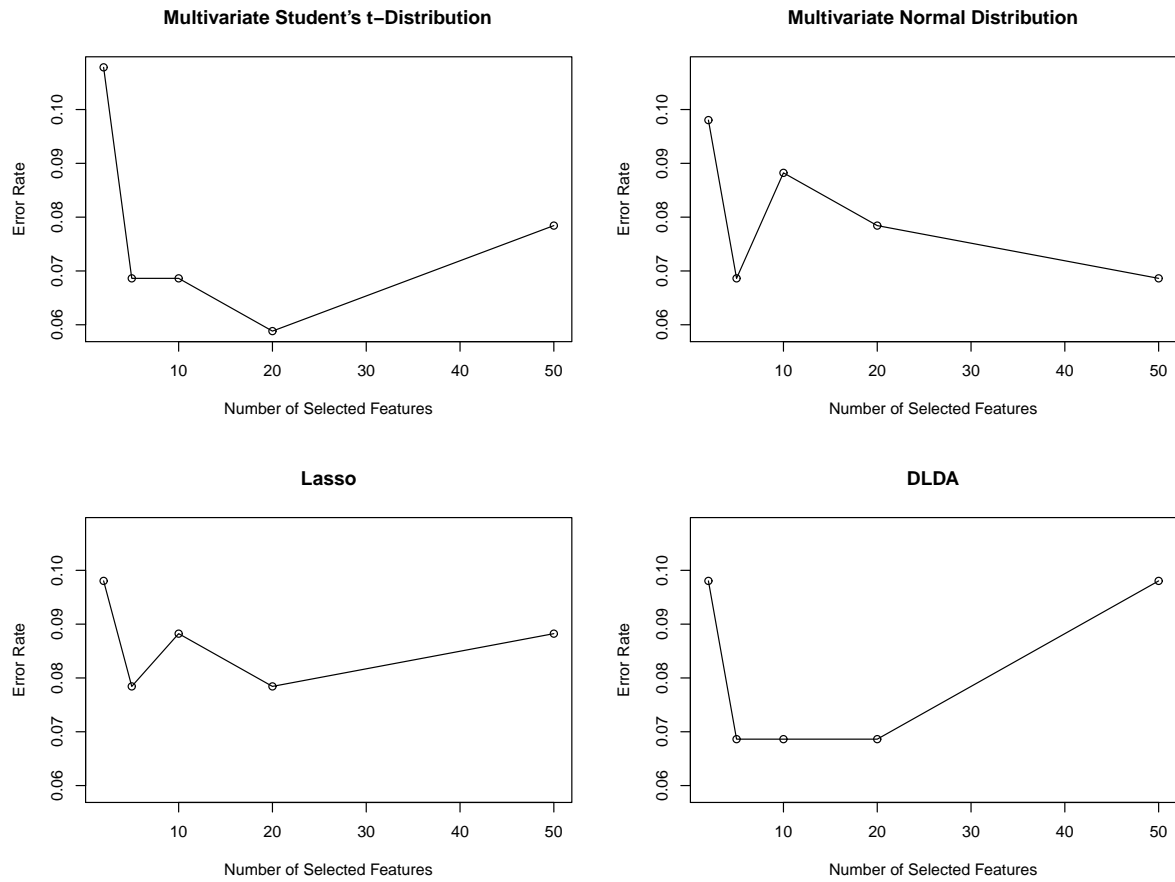 Multivariate Student's t−Distribution
Error Rate
0.10
0.09
0.08
0.07
0.06
10 20 30 40 50
Number of Selected Features
Multivariate Normal Distribution
Error Rate
0.10
0.09
0.08
0.07
0.06
10 20 30 40 50
Number of Selected Features
Lasso
Error Rate
0.10
0.09
0.08
0.07
0.06
10 20 30 40 50
Number of Selected Features
DLDA
Error Rate
0.10
0.09
0.08
0.07
0.06
10 20 30 40 50
Number of Selected Features